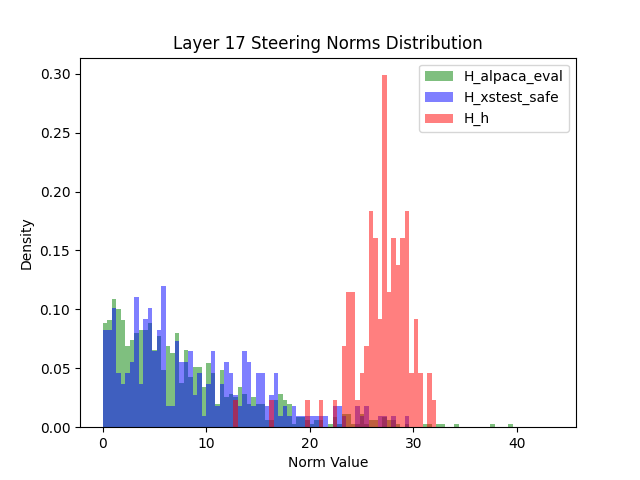 Layer 17 Steering Norms Distribution
H_alpaca_eval
H_xstest_safe
H_h
0.30
0.25
0.20
0.15
0.10
0.05
0.00
Density
0 10 20 30 40
Norm Value